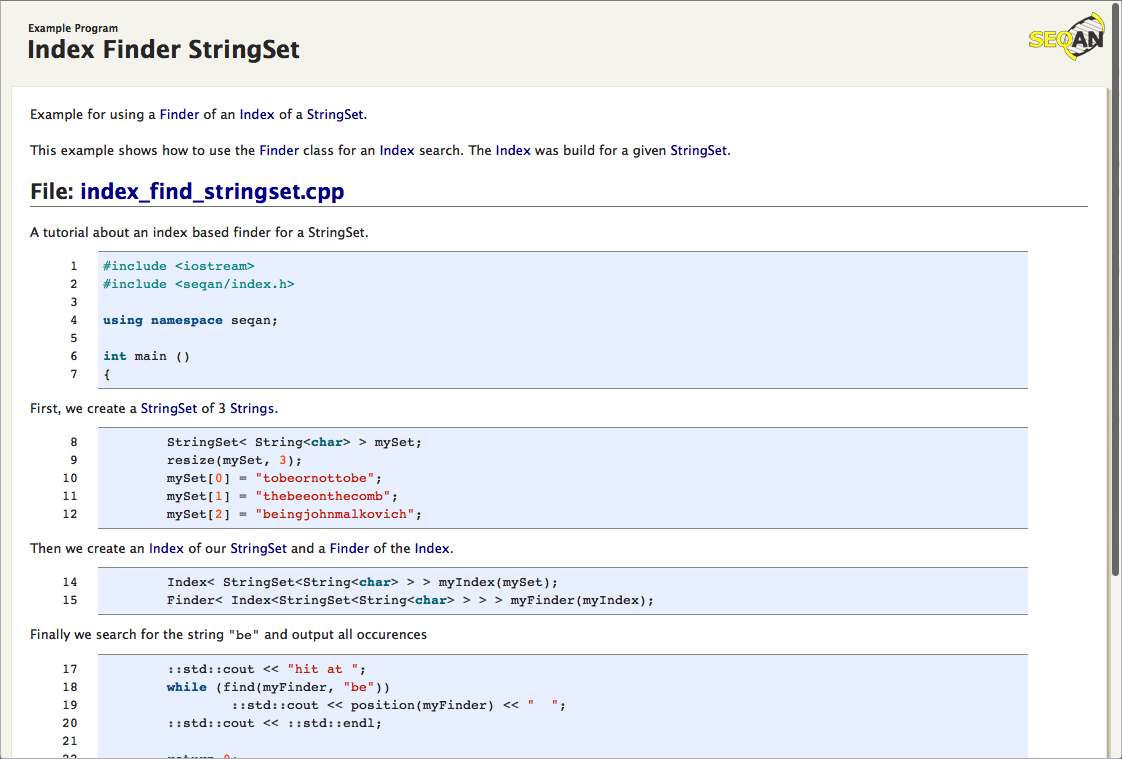 Example Program
Index Finder StringSet
SEQAN
Example for using a Finder of an Index of a StringSet.
This example shows how to use the Finder class for an Index search. The Index was build for a given StringSet.
File: index_find_stringset.cpp
A tutorial about an index based finder for a StringSet.
1 #include <iostream>
2 #include <seqan/index.h>
3
4 using namespace seqan;
5
6 int main ()
7 {
First, we create a StringSet of 3 Strings.
8 StringSet< String<char> > mySet;
9 resize(mySet, 3);
10 mySet[0] = "tobeornottobe";
11 mySet[1] = "thebeeonthecomb";
12 mySet[2] = "beingjohnmalkovich";
Then we create an Index of our StringSet and a Finder of the Index.
14 Index< StringSet<String<char> > > myIndex(mySet);
15 Finder< Index<StringSet<String<char> > > > myFinder(myIndex);
Finally we search for the string "be" and output all occurences
17 ::std::cout << "hit at ";
18 while (find(myFinder, "be"))
19 ::std::cout << position(myFinder) << "  ";
20 ::std::cout << ::std::endl;
21
22 return 0;